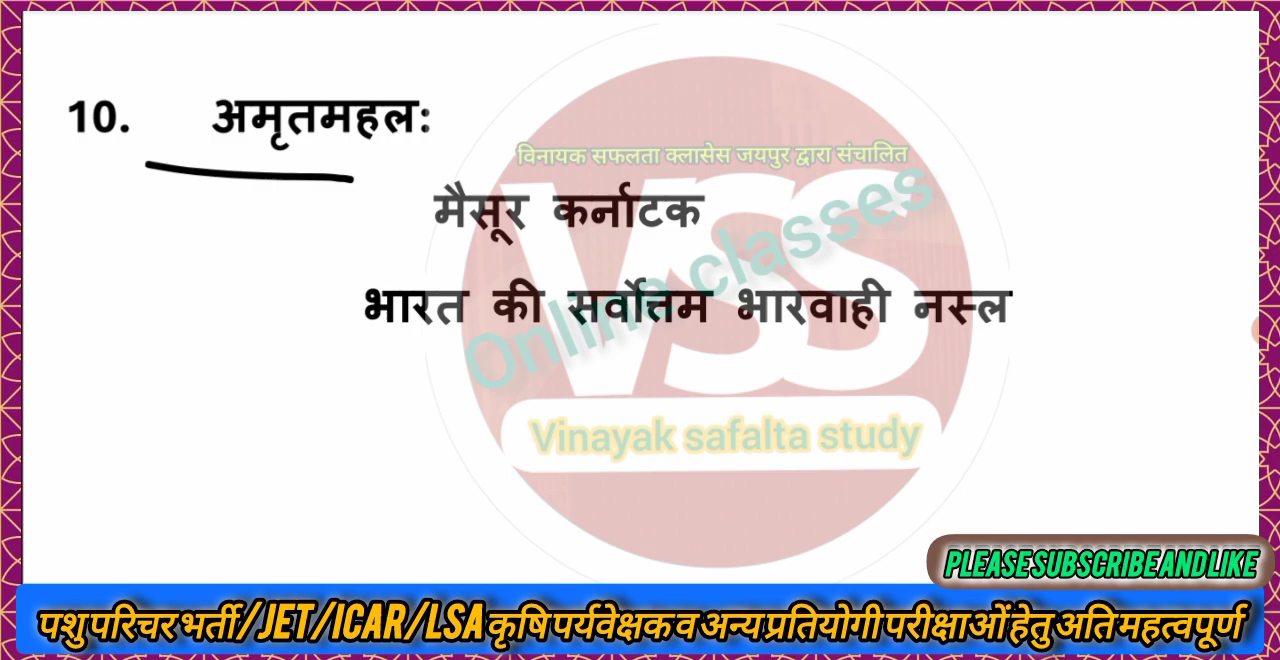 10. अमृतमहलः
विनायक सफलता क्लासेस जयपुर द्वारा संचालित
मैसूर कर्नाटक
VSS
Online classes
भारत की सर्वोत्तम भारवाही नस्ल
Vinayak safalta study
PLEASE SUBSCRIBE AND LIKE
पशु परिचर भर्ती/JET/ICAR/LSA कृषि पर्यवेक्षक व अन्य प्रतियोगी परीक्षाओं हेतु अति महत्वपूर्ण